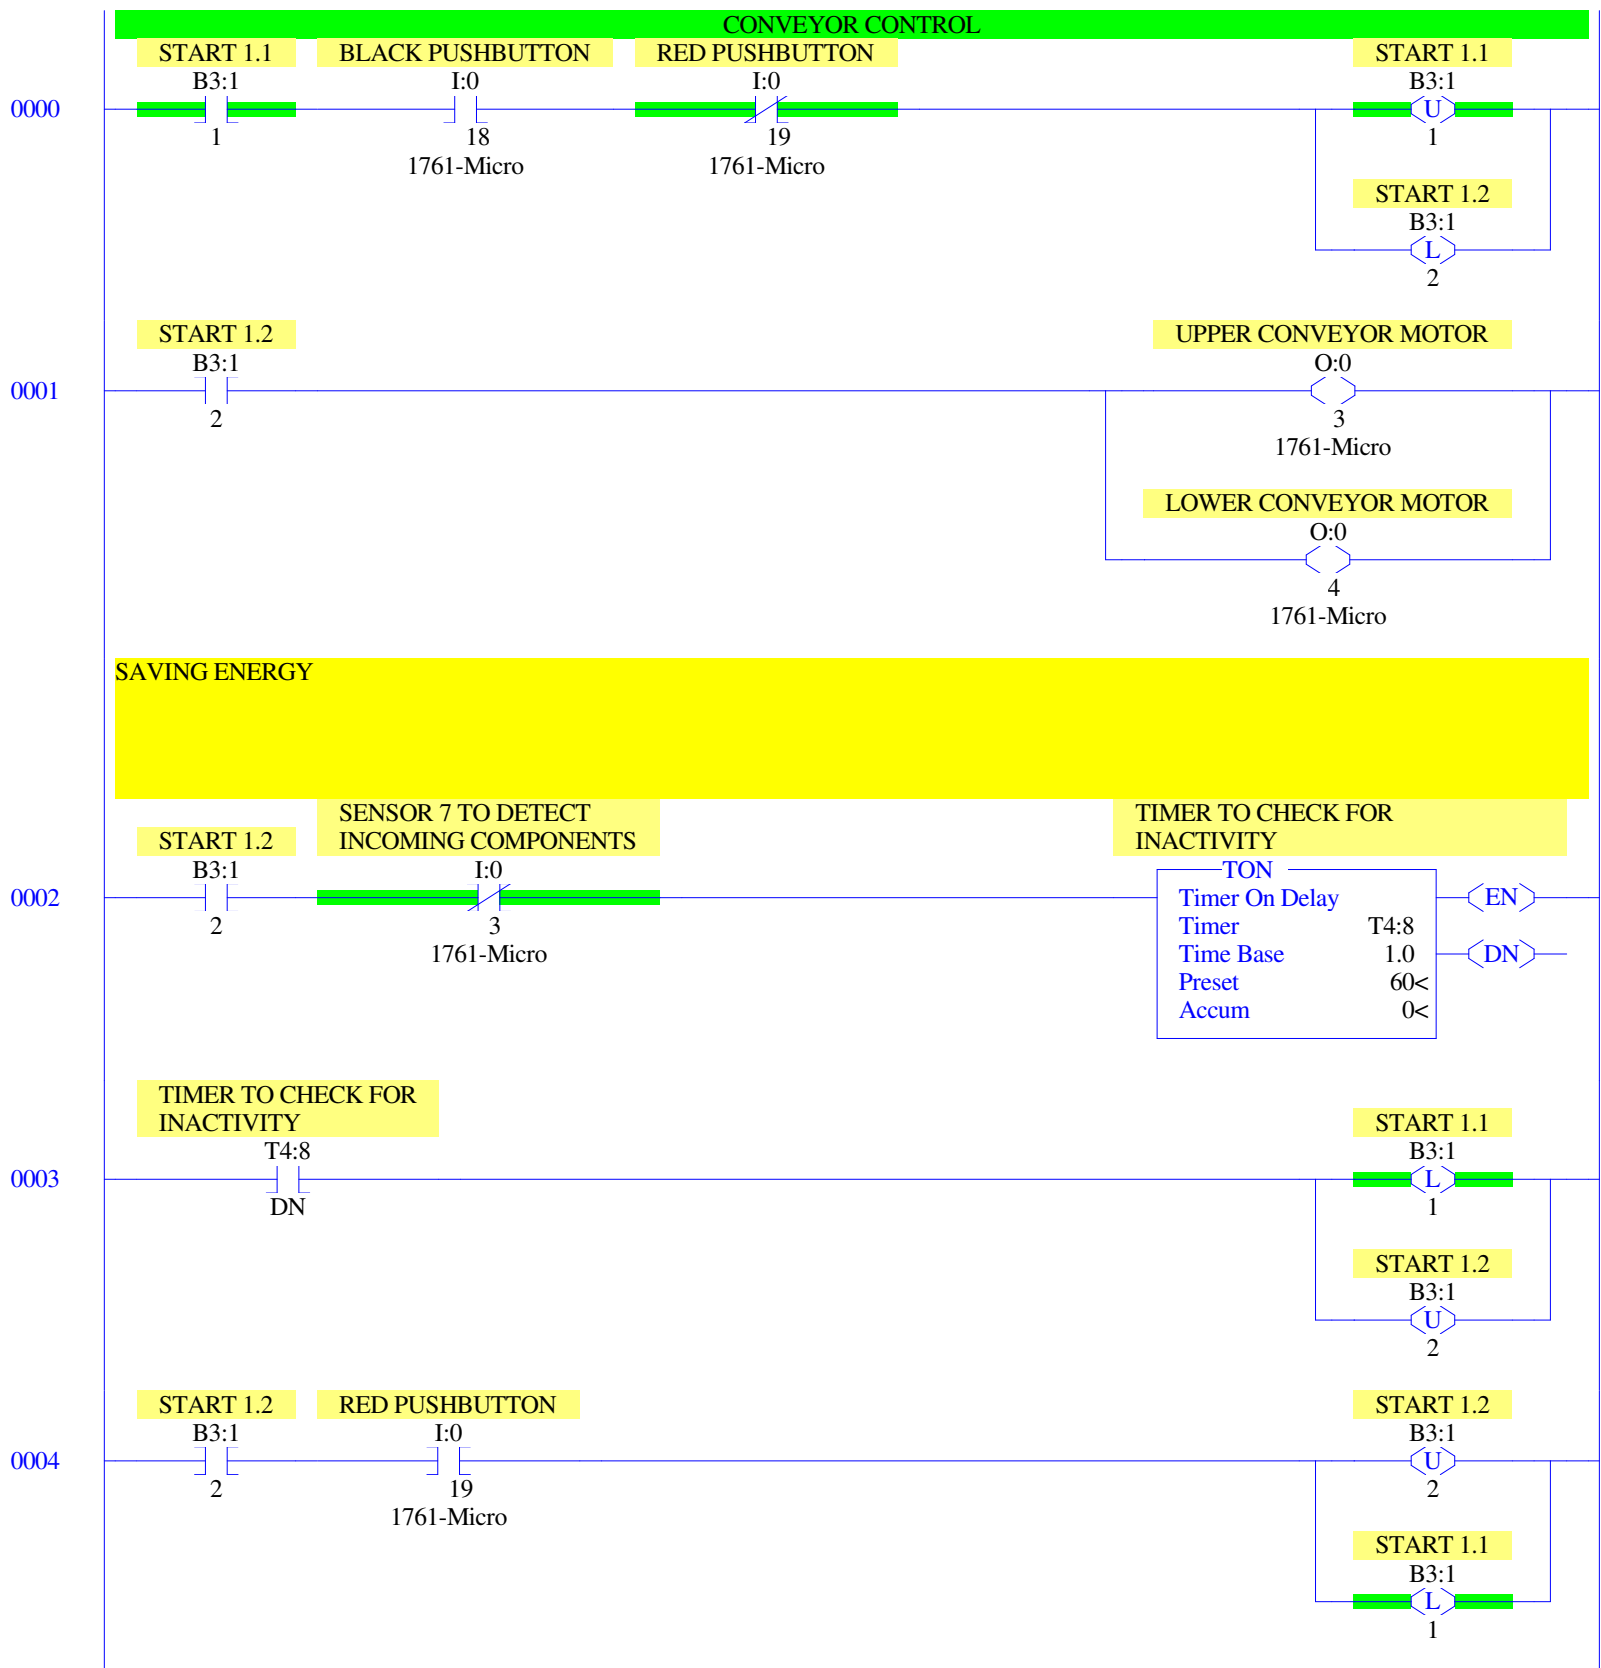 CONVEYOR CONTROL
START 1.1 BLACK PUSHBUTTON RED PUSHBUTTON START 1.1
B3:1 I:0 I:0 B3:1
0000 U
1 18 19 1
1761-Micro 1761-Micro
START 1.2
B3:1
L
2
START 1.2 UPPER CONVEYOR MOTOR
B3:1 O:0
0001
2 3
1761-Micro
LOWER CONVEYOR MOTOR
O:0
4
1761-Micro
SAVING ENERGY
SENSOR 7 TO DETECT TIMER TO CHECK FOR
START 1.2 INCOMING COMPONENTS INACTIVITY
B3:1 I:0 TON
0002 Timer On Delay EN
2 3 Timer T4:8
1761-Micro Time Base 1.0 DN
Preset 60<
Accum 0<
TIMER TO CHECK FOR
INACTIVITY START 1.1
T4:8 B3:1
0003 L
DN 1
START 1.2
B3:1
U
2
START 1.2 RED PUSHBUTTON START 1.2
B3:1 I:0 B3:1
0004 U
2 19 2
1761-Micro
START 1.1
B3:1
L
1